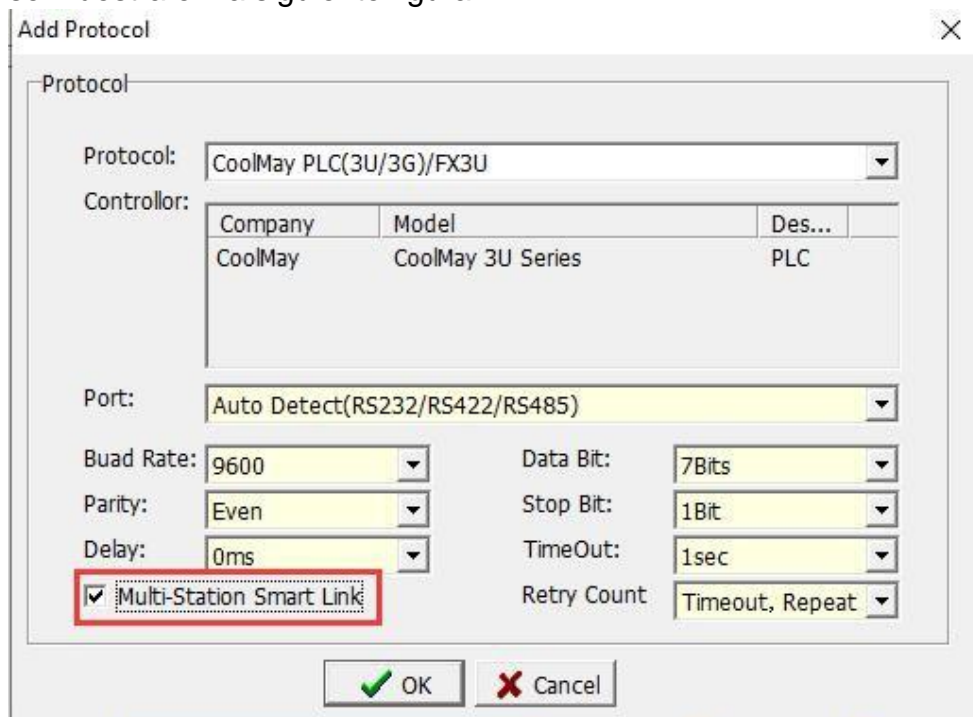 Add Protocol
Protocol
Protocol: CoolMay PLC(3U/3G)/FX3U
Controllor:
Company Model Des...
CoolMay CoolMay 3U Series PLC
Port: Auto Detect(RS232/RS422/RS485)
Buad Rate: 9600 Data Bit: 7Bits
Parity: Even Stop Bit: 1Bit
Delay: 0ms TimeOut: 1sec
Multi-Station Smart Link Retry Count Timeout, Repeat
OK Cancel